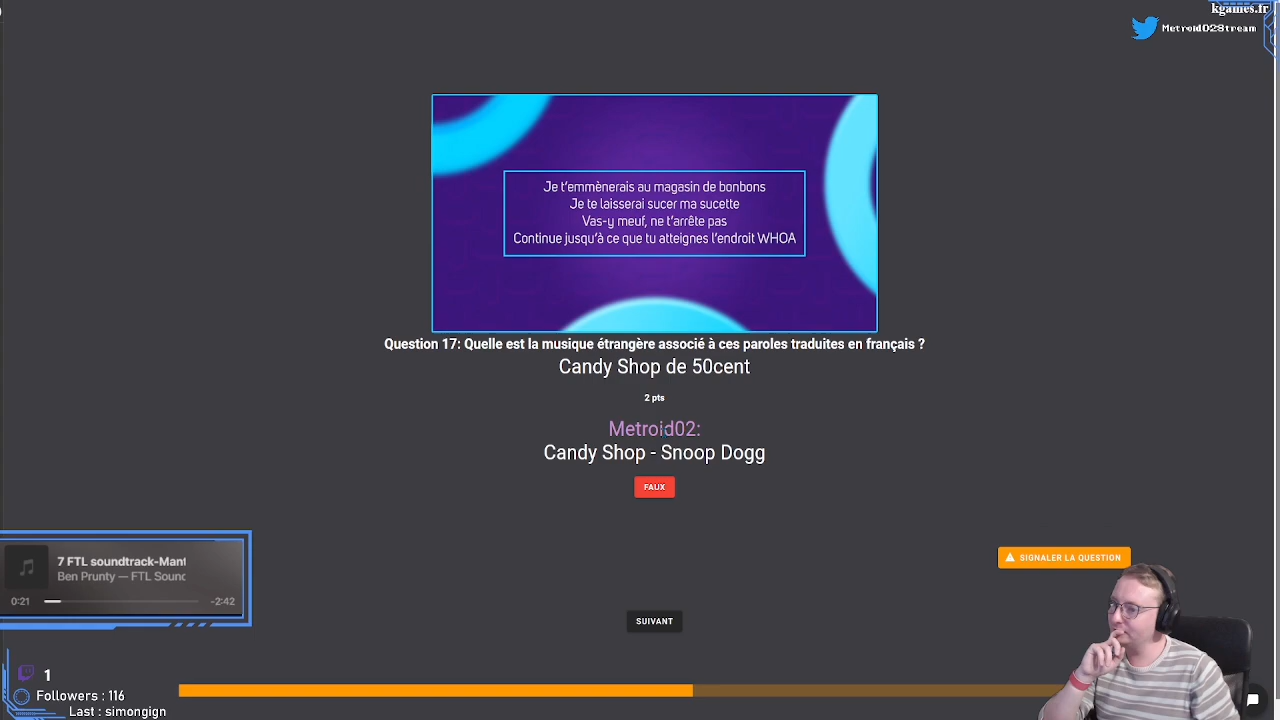 kgames.fr
Metroid02Stream
Je t'emmènerais au magasin de bonbons
Je te laisserai sucer ma sucette
Vas-y meuf, ne t'arrête pas
Continue jusqu'à ce que tu atteignes l'endroit WHOA
Question 17: Quelle est la musique étrangère associé à ces paroles traduites en français ?
Candy Shop de 50cent
2 pts
Metroid02:
Candy Shop - Snoop Dogg
FAUX
7 FTL soundtrack-Mant
Ben Prunty — FTL Sound
0:21
-2:42
SIGNALER LA QUESTION
SUIVANT
1
Followers : 116
Last : simongign